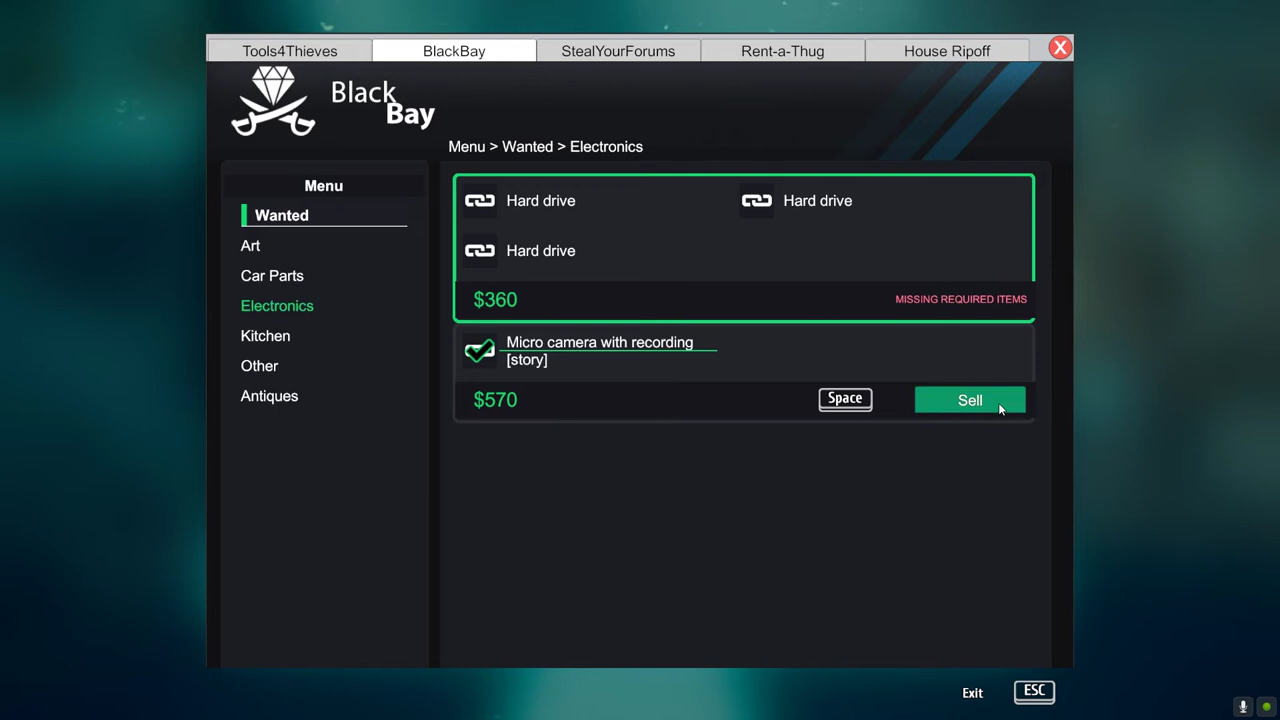 Tools4Thieves
BlackBay
StealYourForums
Rent-a-Thug
House Ripoff
X
Black
Bay
Menu > Wanted > Electronics
Menu
Wanted
Art
Car Parts
Electronics
Kitchen
Other
Antiques
Hard drive
Hard drive
Hard drive
$360
MISSING REQUIRED ITEMS
Micro camera with recording
[story]
$570
Space
Sell
Exit
ESC